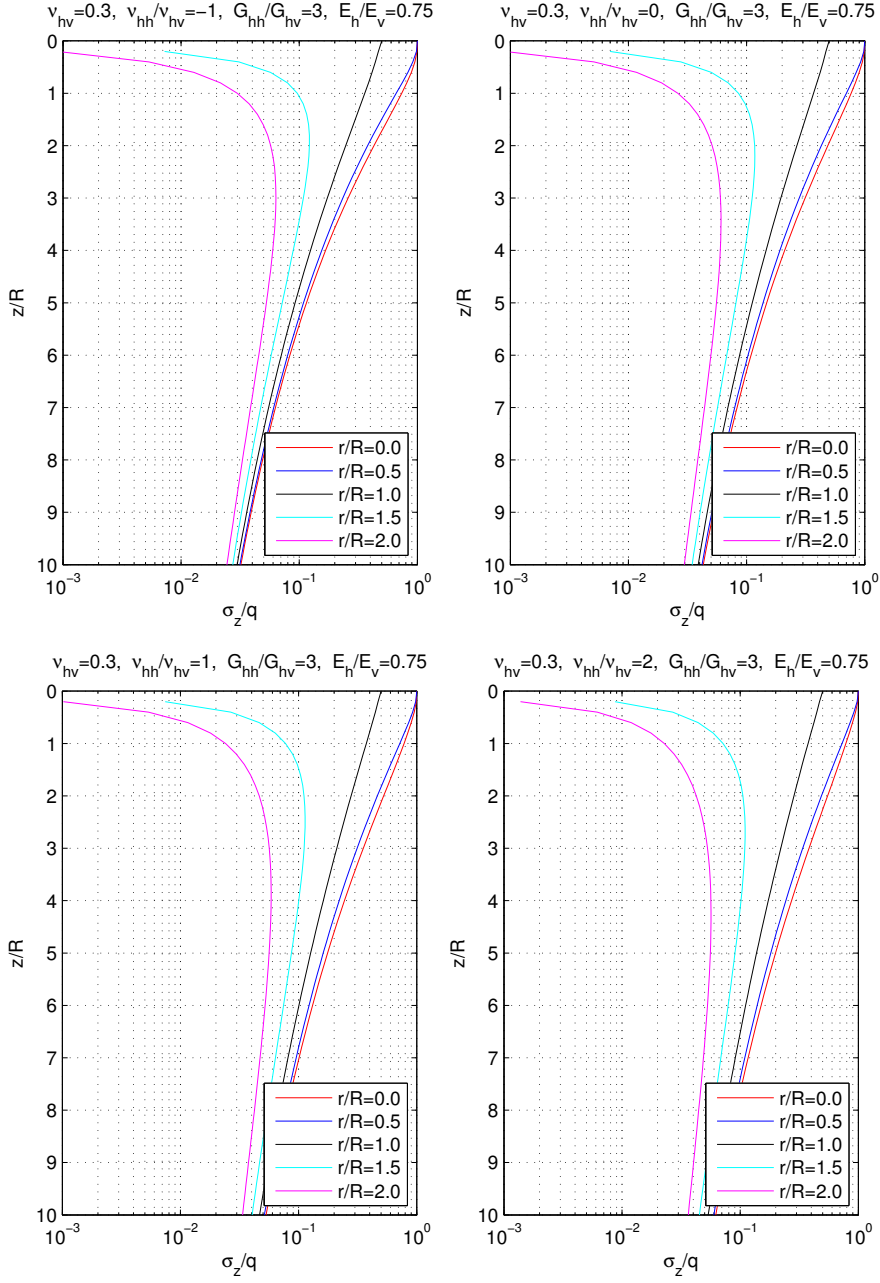 ν_hv=0.3, ν_hh/ν_hv=−1, G_hh/G_hv=3, E_h/E_v=0.75
0
1
2
3
4
5
6
7
8
9
10
z/R
r/R=0.0
r/R=0.5
r/R=1.0
r/R=1.5
r/R=2.0
10^−3 10^−2 10^−1 10^0
σ_z/q
ν_hv=0.3, ν_hh/ν_hv=0, G_hh/G_hv=3, E_h/E_v=0.75
0
1
2
3
4
5
6
7
8
9
10
z/R
r/R=0.0
r/R=0.5
r/R=1.0
r/R=1.5
r/R=2.0
10^−3 10^−2 10^−1 10^0
σ_z/q
ν_hv=0.3, ν_hh/ν_hv=1, G_hh/G_hv=3, E_h/E_v=0.75
0
1
2
3
4
5
6
7
8
9
10
z/R
r/R=0.0
r/R=0.5
r/R=1.0
r/R=1.5
r/R=2.0
10^−3 10^−2 10^−1 10^0
σ_z/q
ν_hv=0.3, ν_hh/ν_hv=2, G_hh/G_hv=3, E_h/E_v=0.75
0
1
2
3
4
5
6
7
8
9
10
z/R
r/R=0.0
r/R=0.5
r/R=1.0
r/R=1.5
r/R=2.0
10^−3 10^−2 10^−1 10^0
σ_z/q